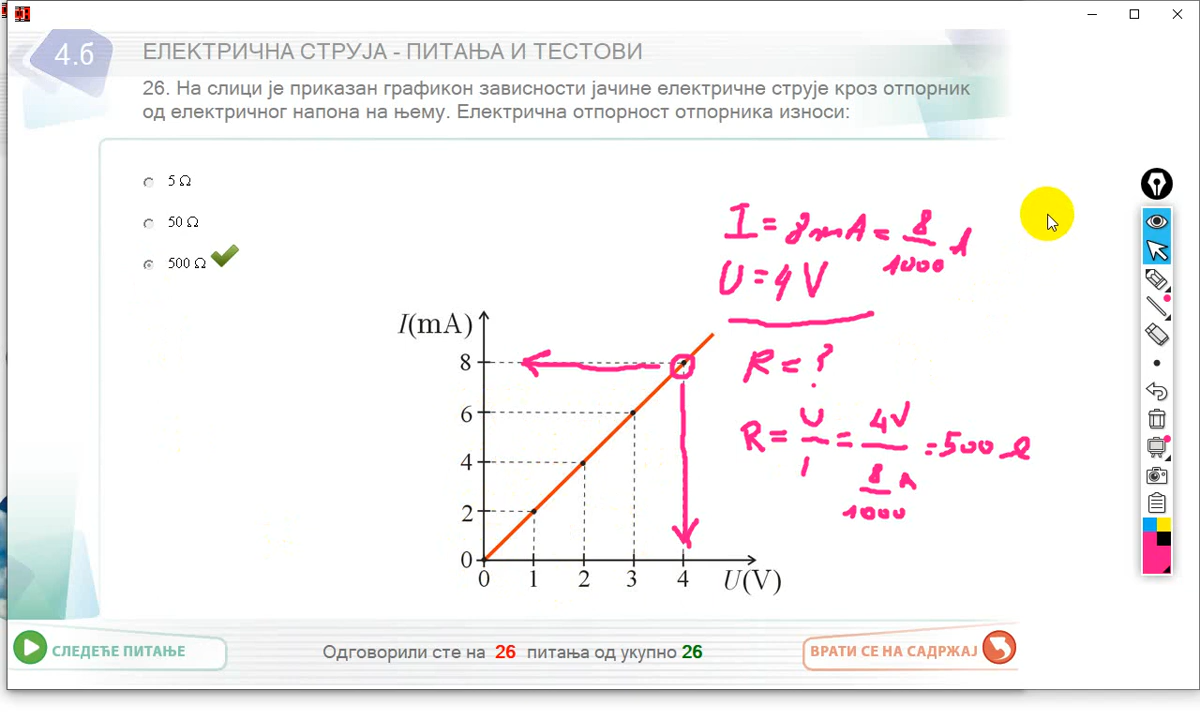 4.б
ЕЛЕКТРИЧНА СТРУЈА - ПИТАЊА И ТЕСТОВИ
26. На слици је приказан графикон зависности јачине електричне струје кроз отпорник
од електричног напона на њему. Електрична отпорност отпорника износи:
5 Ω
50 Ω
500 Ω
I = 8mA = 8/1000 A
U = 4 V
R = ?
R = U/I = 4V / 8/1000 A = 500 Ω
I(mA)
8
6
4
2
0
0 1 2 3 4 U(V)
СЛЕДЕЋЕ ПИТАЊЕ
Одговорили сте на 26 питања од укупно 26
ВРАТИ СЕ НА САДРЖАЈ